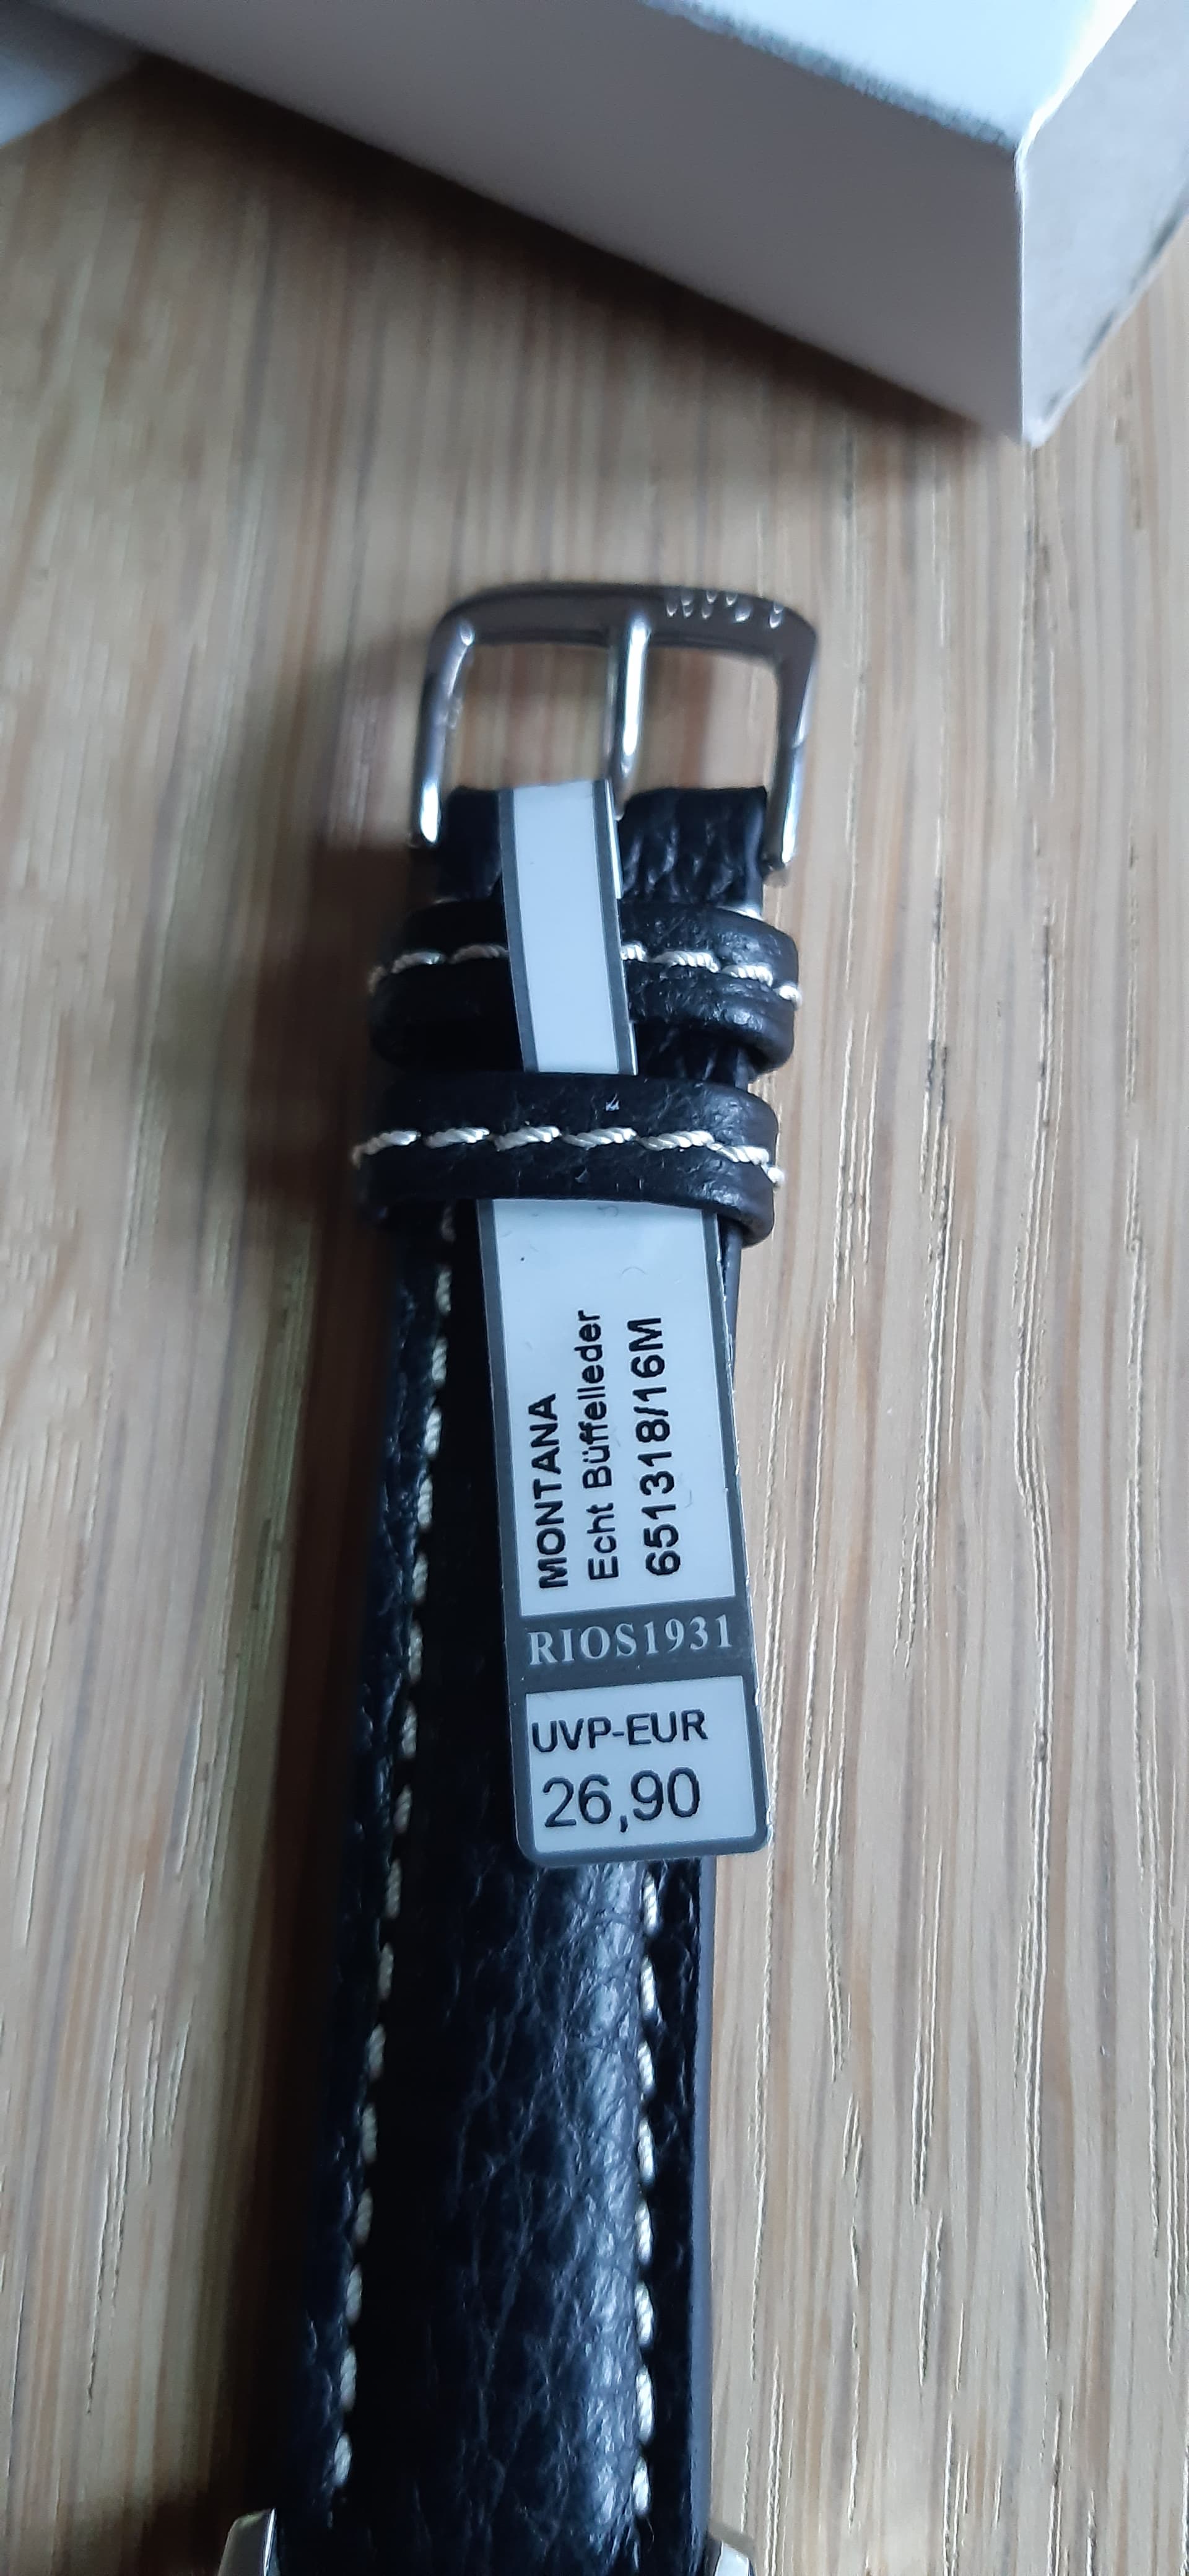 MONTANA
Echt Büffelleder
651318/16M
RIOS1931
UVP-EUR
26,90